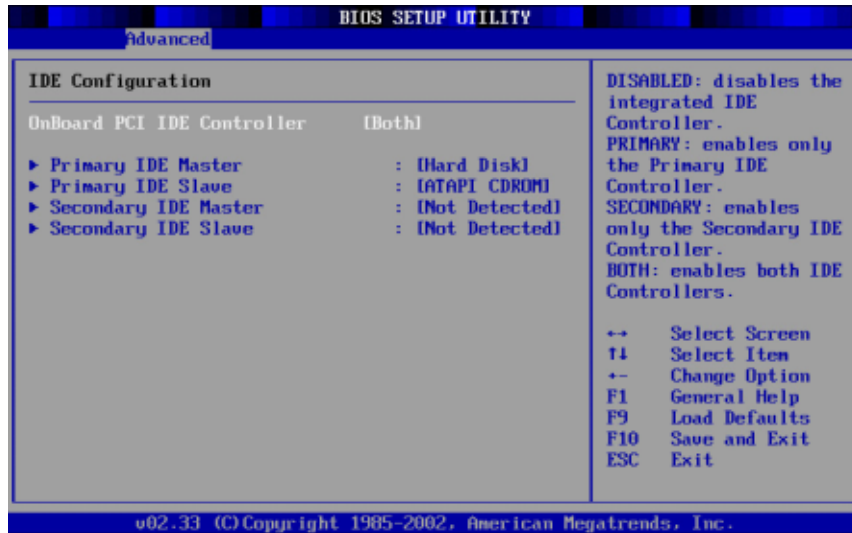 BIOS SETUP UTILITY
Advanced
IDE Configuration
OnBoard PCI IDE Controller [Both]
▶ Primary IDE Master : [Hard Disk]
▶ Primary IDE Slave : [ATAPI CDROM]
▶ Secondary IDE Master : [Not Detected]
▶ Secondary IDE Slave : [Not Detected]
DISABLED: disables the
integrated IDE
Controller.
PRIMARY: enables only
the Primary IDE
Controller.
SECONDARY: enables
only the Secondary IDE
Controller.
BOTH: enables both IDE
Controllers.
↔ Select Screen
↑↓ Select Item
+- Change Option
F1 General Help
F9 Load Defaults
F10 Save and Exit
ESC Exit
v02.33 (C)Copyright 1985-2002, American Megatrends, Inc.